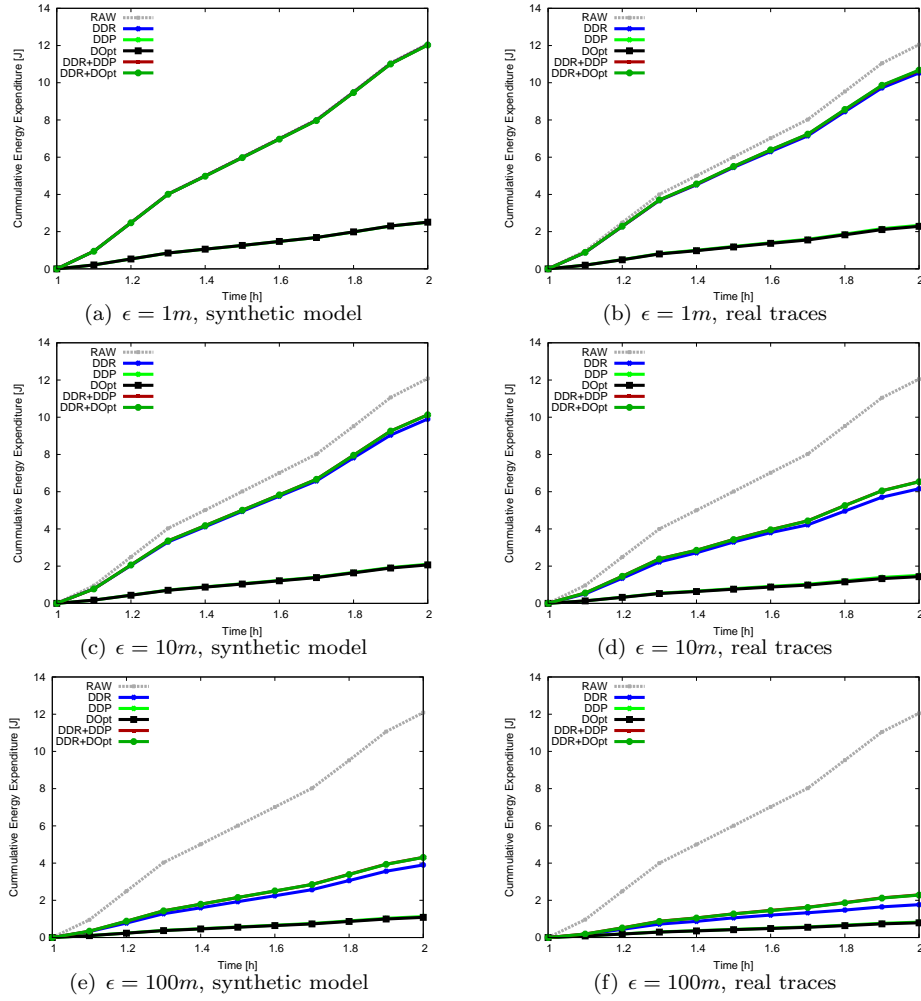 14
12
10
8
6
4
2
0
Cummulative Energy Expenditure [J]
RAW
DDR
DDP
DOpt
DDR+DDP
DDR+DOpt
1 1.2 1.4 1.6 1.8 2
Time [h]
(a) ϵ = 1m, synthetic model
14
12
10
8
6
4
2
0
Cummulative Energy Expenditure [J]
RAW
DDR
DDP
DOpt
DDR+DDP
DDR+DOpt
1 1.2 1.4 1.6 1.8 2
Time [h]
(b) ϵ = 1m, real traces
14
12
10
8
6
4
2
0
Cummulative Energy Expenditure [J]
RAW
DDR
DDP
DOpt
DDR+DDP
DDR+DOpt
1 1.2 1.4 1.6 1.8 2
Time [h]
(c) ϵ = 10m, synthetic model
14
12
10
8
6
4
2
0
Cummulative Energy Expenditure [J]
RAW
DDR
DDP
DOpt
DDR+DDP
DDR+DOpt
1 1.2 1.4 1.6 1.8 2
Time [h]
(d) ϵ = 10m, real traces
14
12
10
8
6
4
2
0
Cummulative Energy Expenditure [J]
RAW
DDR
DDP
DOpt
DDR+DDP
DDR+DOpt
1 1.2 1.4 1.6 1.8 2
Time [h]
(e) ϵ = 100m, synthetic model
14
12
10
8
6
4
2
0
Cummulative Energy Expenditure [J]
RAW
DDR
DDP
DOpt
DDR+DDP
DDR+DOpt
1 1.2 1.4 1.6 1.8 2
Time [h]
(f) ϵ = 100m, real traces